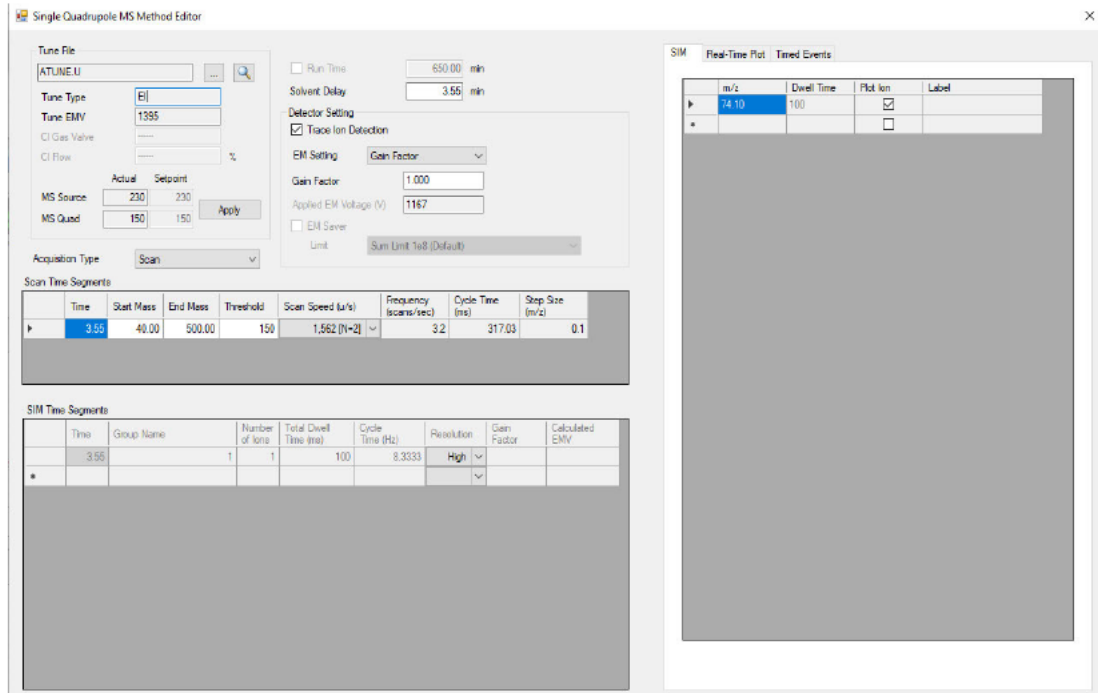 Single Quadrupole MS Method Editor
Tune File
ATUNE.U
...
Tune Type EI
Tune EMV 1395
CI Gas Valve -----
CI Flow ----- %
Actual Setpoint
MS Source 230 230
MS Quad 150 150
Apply
Run Time 650.00 min
Solvent Delay 3.55 min
Detector Setting
Trace Ion Detection
EM Setting Gain Factor
Gain Factor 1.000
Applied EM Voltage (V) 1167
EM Saver
Limit Sum Limit 1e8 (Default)
Acquisition Type Scan
Scan Time Segments
Time Start Mass End Mass Threshold Scan Speed (u/s) Frequency (scans/sec) Cycle Time (ms) Step Size (m/z)
3.55 40.00 500.00 150 1,562 [N=2] 3.2 317.03 0.1
SIM Time Segments
Time Group Name Number of Ions Total Dwell Time (ms) Cycle Time (Hz) Resolution Gain Factor Calculated EMV
3.55 1 1 100 8.3333 High
*
SIM Real-Time Plot Timed Events
m/z Dwell Time Plot Ion Label
74.10 100
*